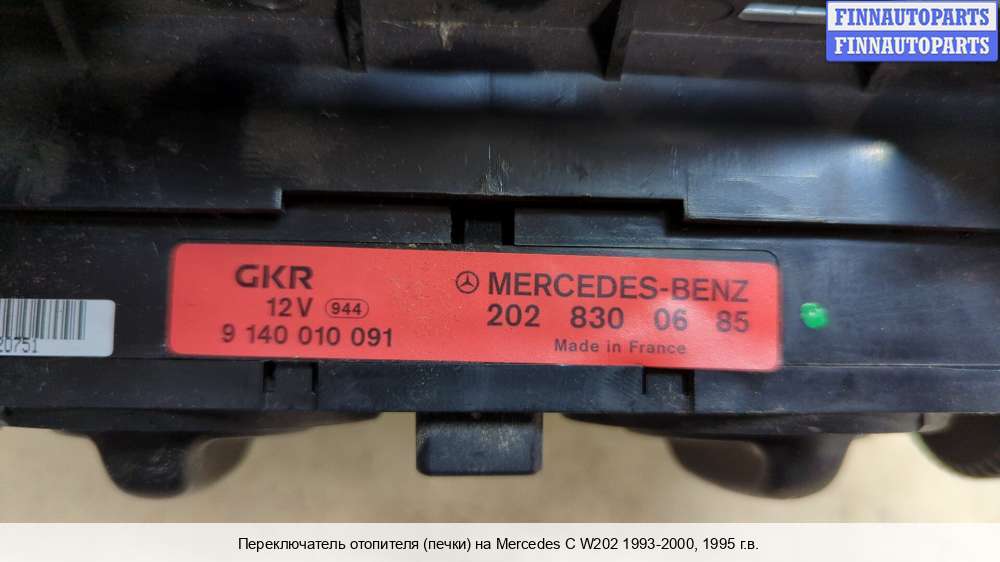 FINNAUTOPARTS
FINNAUTOPARTS
GKR
12V 944
9 140 010 091
MERCEDES-BENZ
202 830 06 85
Made in France
20751
Переключатель отопителя (печки) на Mercedes C W202 1993-2000, 1995 г.в.